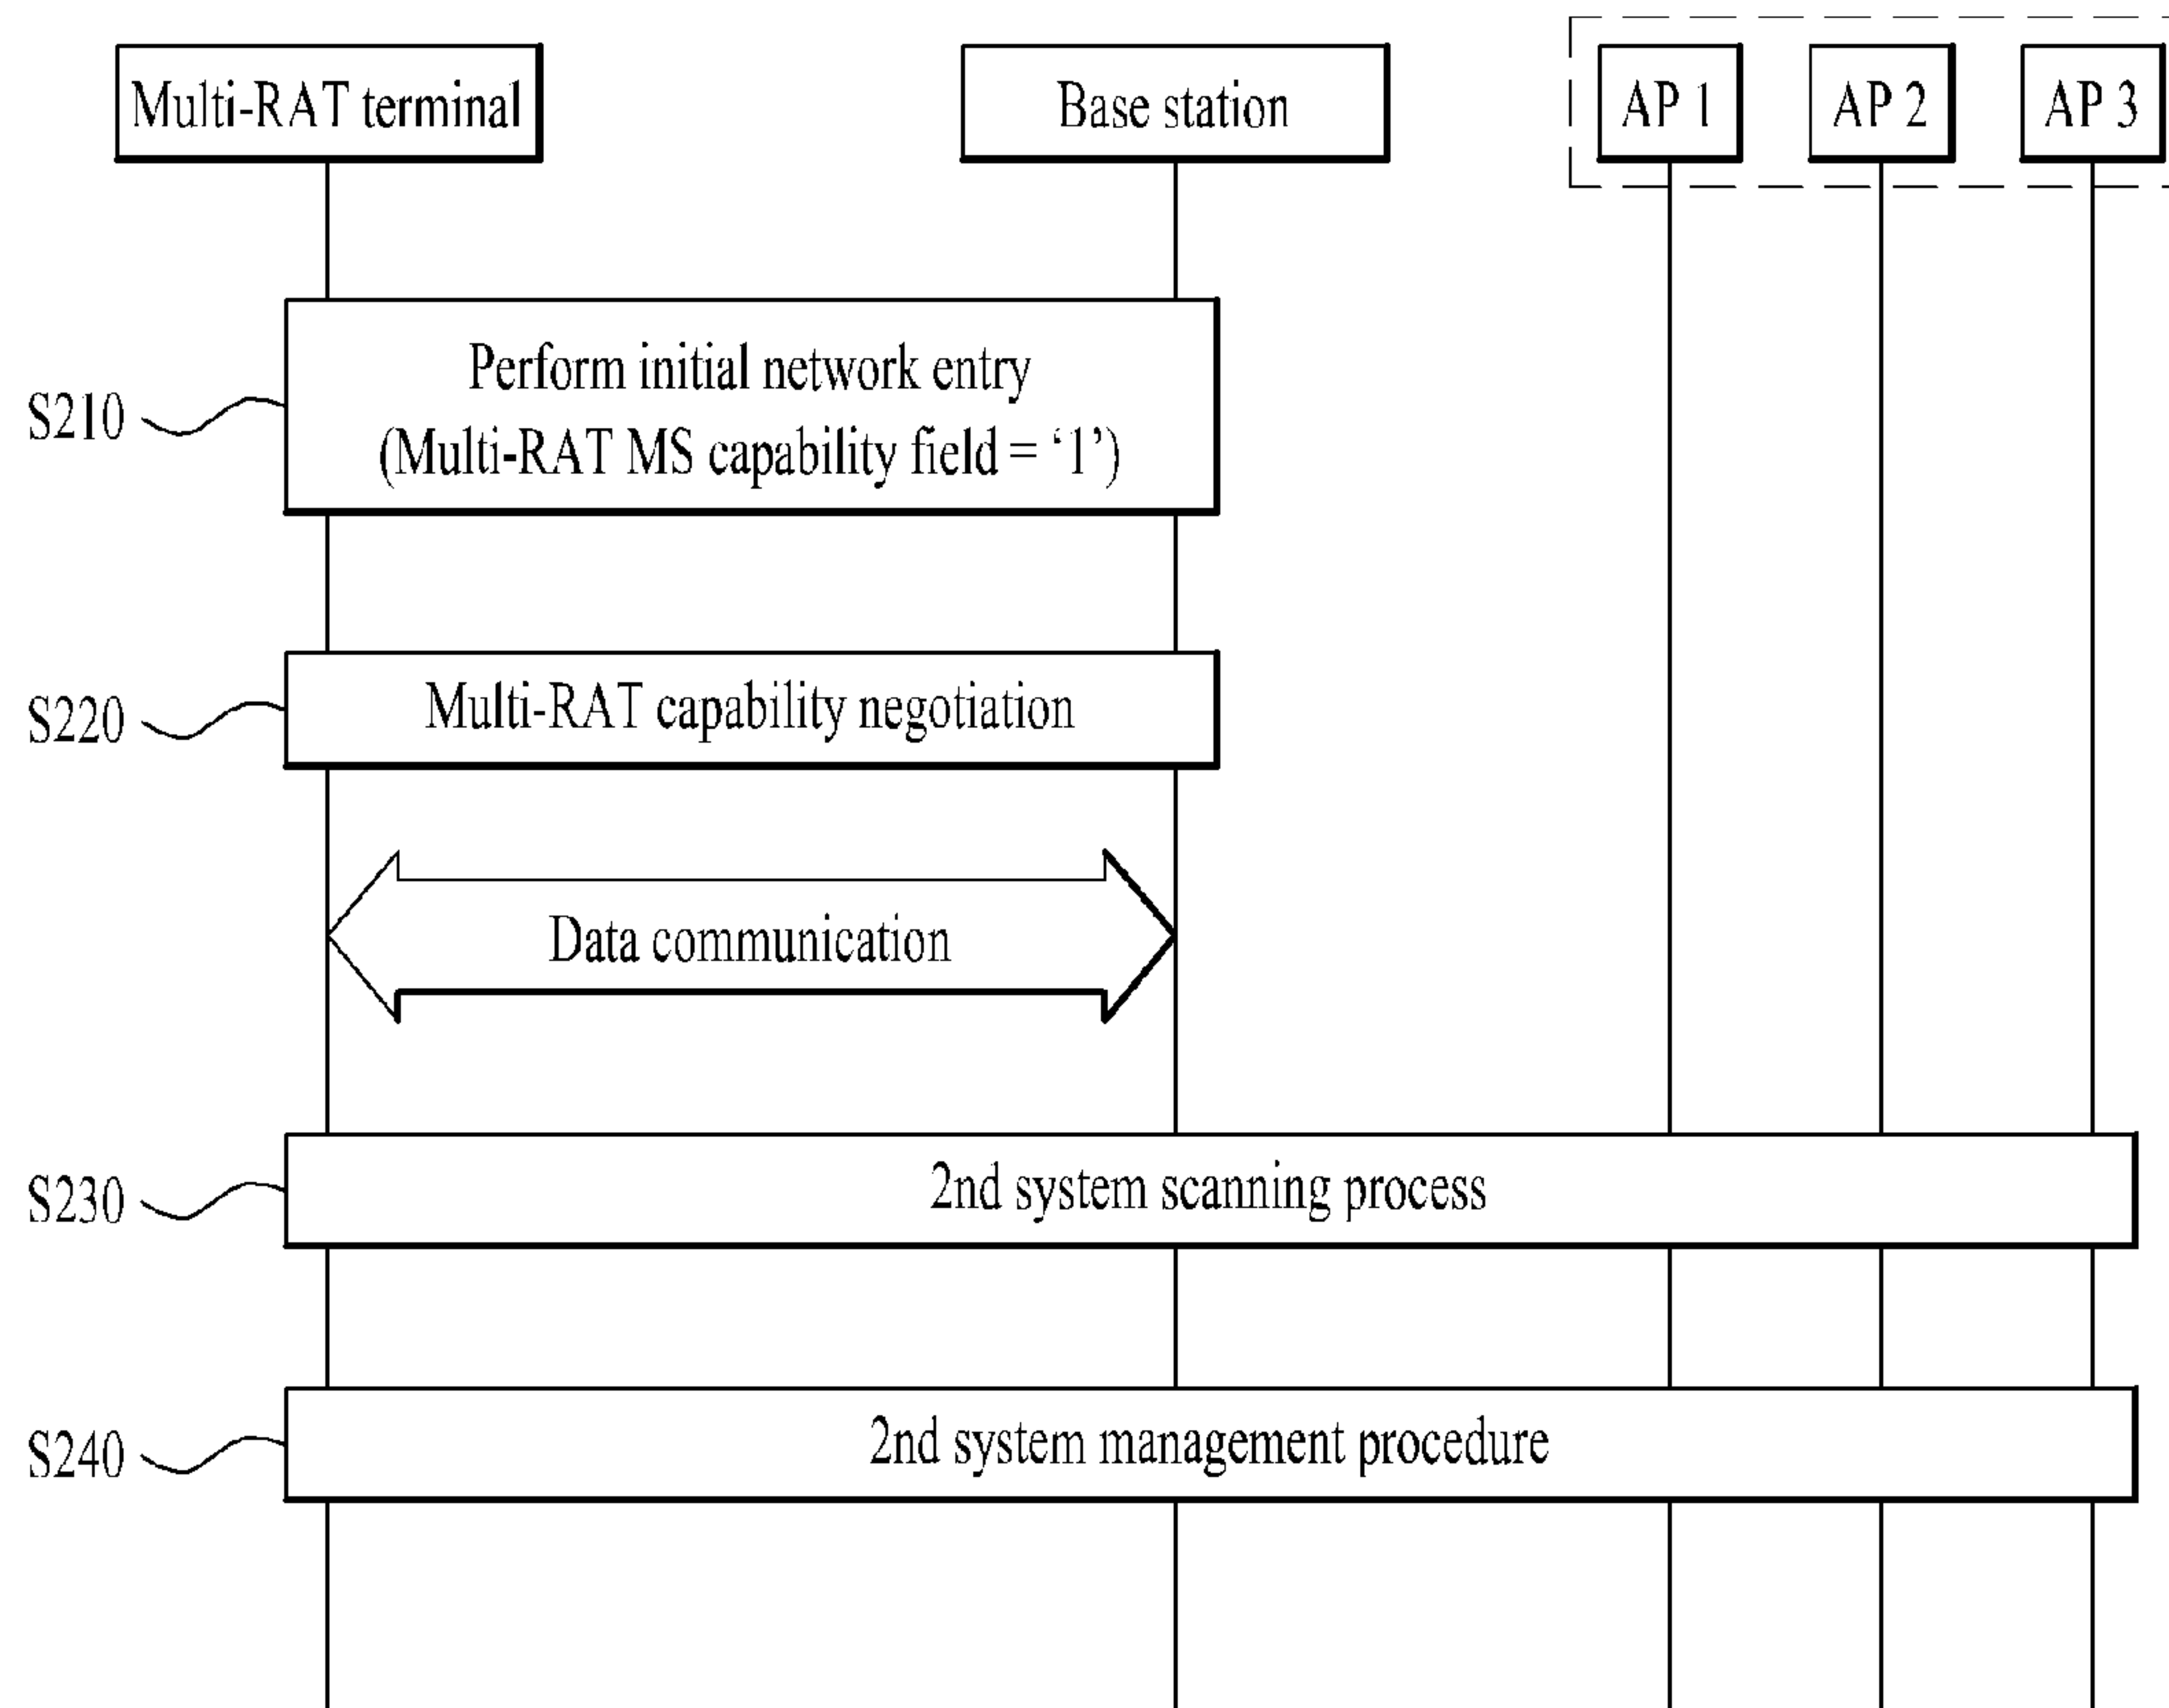 Multi-RAT terminal
Base station
AP 1
AP 2
AP 3
S210
Perform initial network entry
(Multi-RAT MS capability field = ‘1’)
S220
Multi-RAT capability negotiation
Data communication
S230
2nd system scanning process
S240
2nd system management procedure